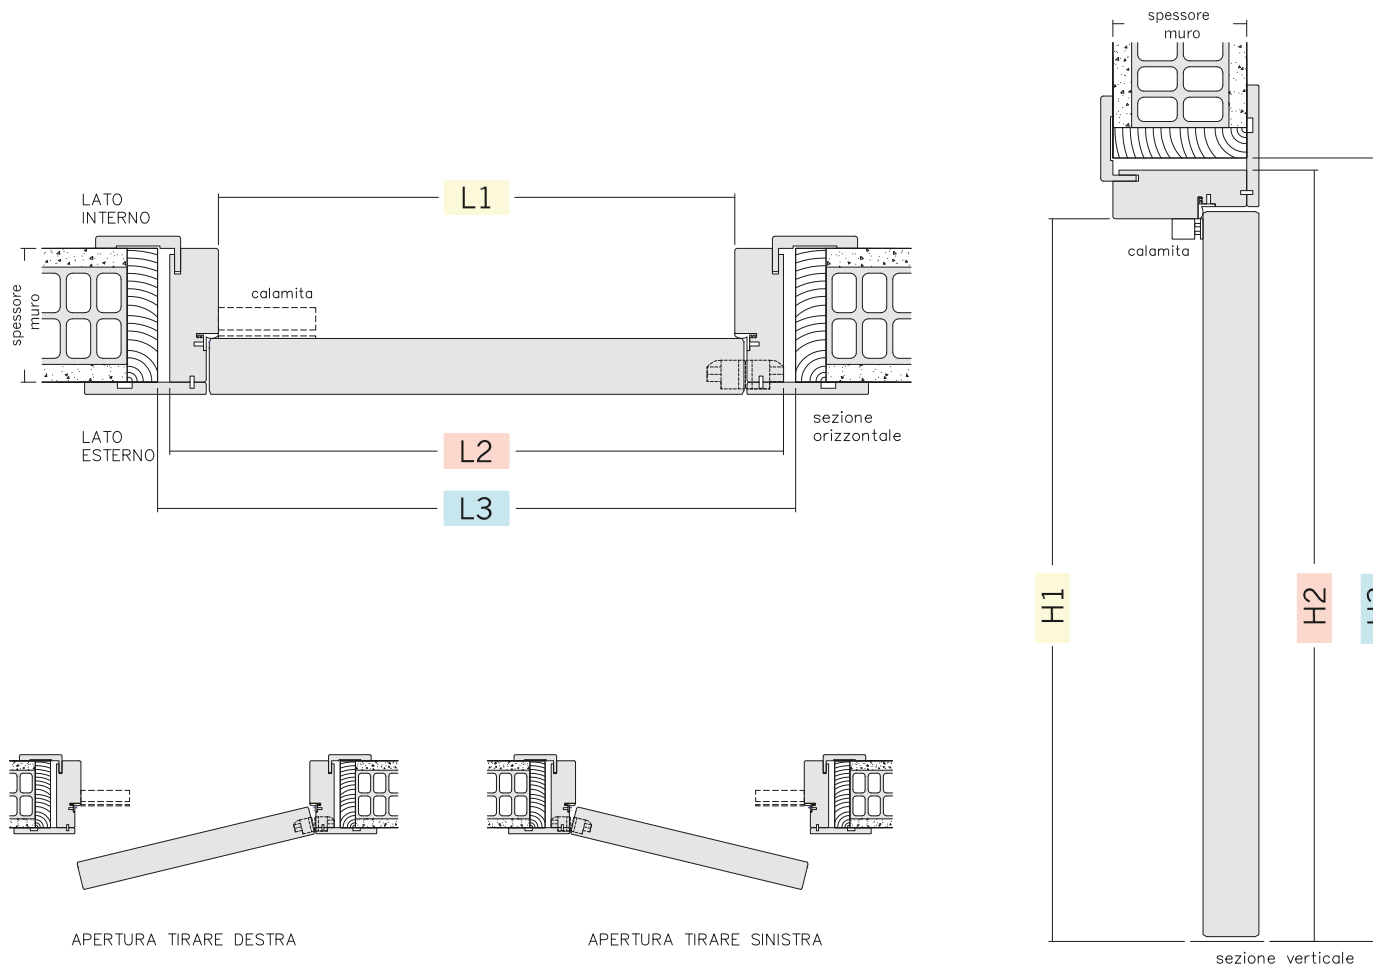 spessore
muro
L1
LATO
INTERNO
calamita
spessore
muro
calamita
sezione
orizzontale
LATO
ESTERNO
L2
L3
H1
H2
APERTURA TIRARE DESTRA
APERTURA TIRARE SINISTRA
sezione verticale